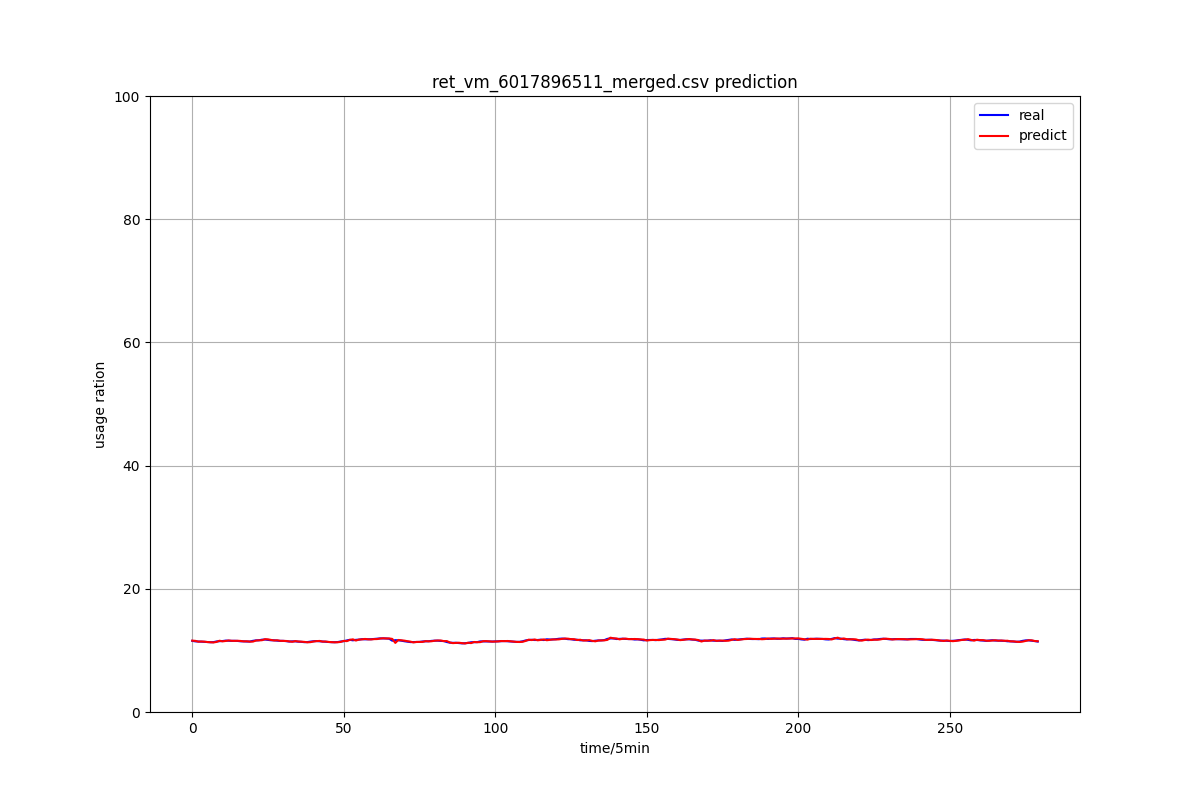 ret_vm_6017896511_merged.csv prediction
real
predict
100
80
60
40
20
0
usage ration
0 50 100 150 200 250
time/5min